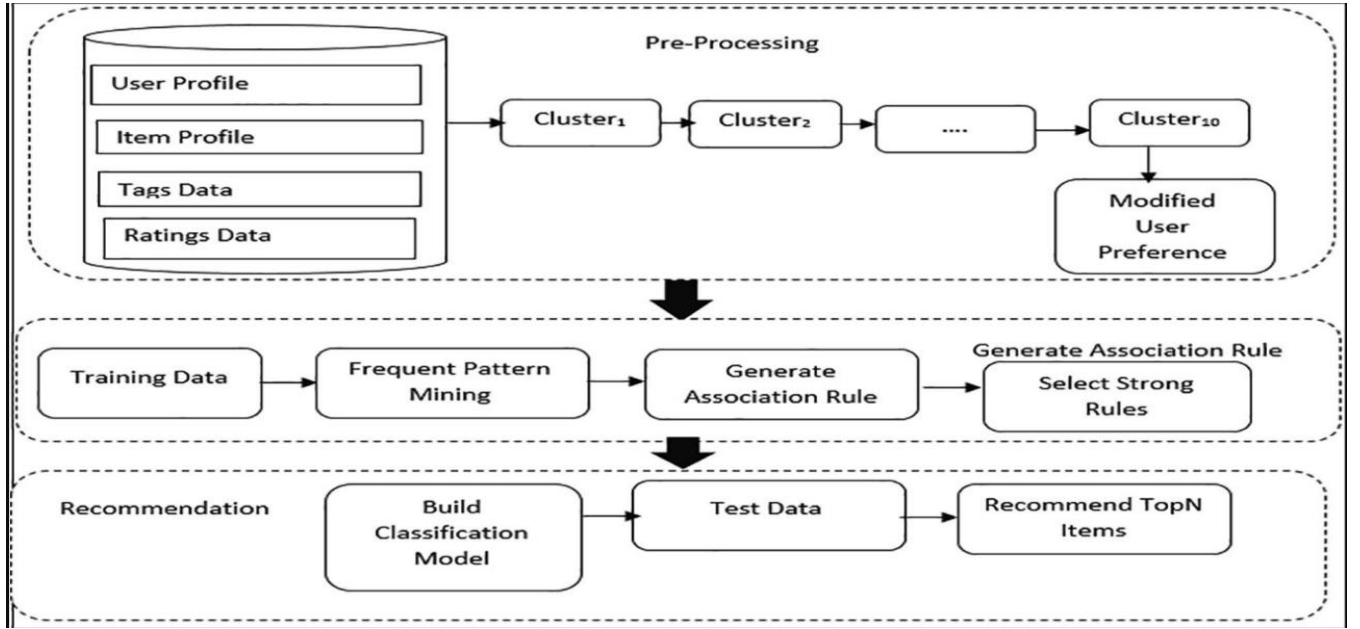 Pre-Processing
User Profile
Item Profile
Tags Data
Ratings Data
Cluster₁
Cluster₂
....
Cluster₁₀
Modified
User
Preference
Generate Association Rule
Training Data
Frequent Pattern
Mining
Generate
Association Rule
Select Strong
Rules
Recommendation
Build
Classification
Model
Test Data
Recommend TopN
Items